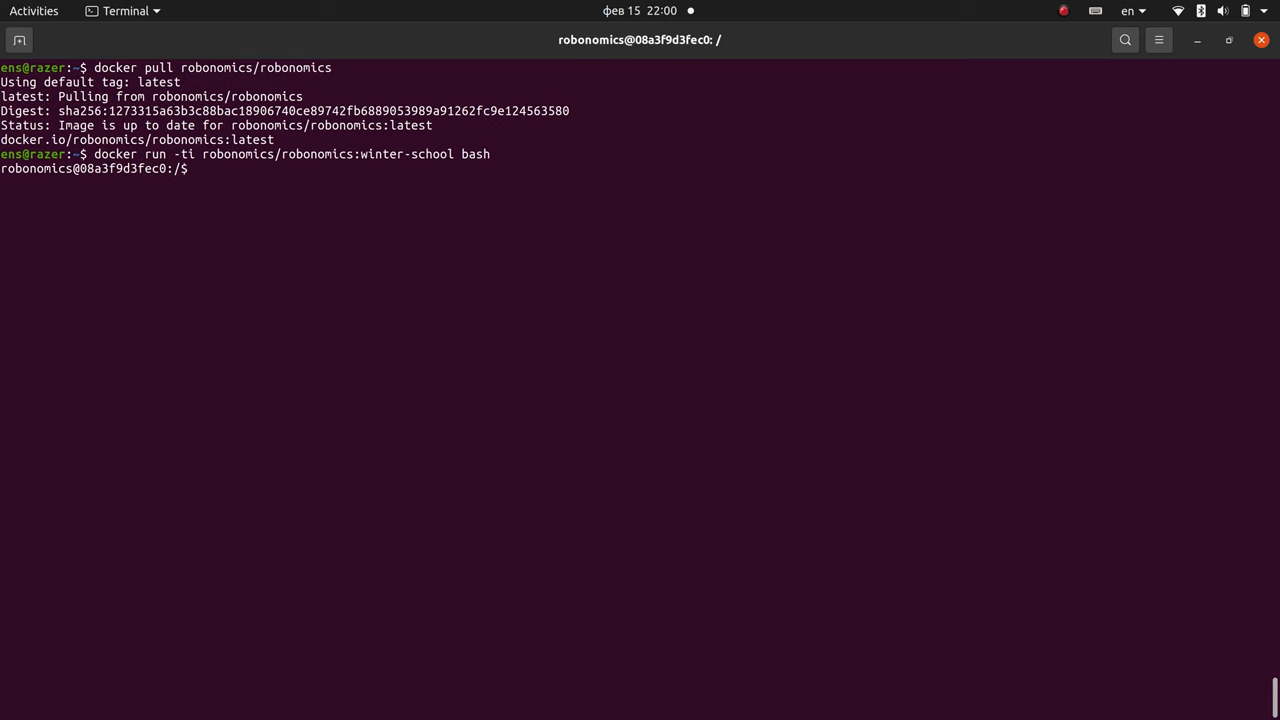 Activities
Terminal
фев 15 22:00
en
robonomics@08a3f9d3fec0: /
ens@razer:~$ docker pull robonomics/robonomics
Using default tag: latest
latest: Pulling from robonomics/robonomics
Digest: sha256:1273315a63b3c88bac18906740ce89742fb6889053989a91262fc9e124563580
Status: Image is up to date for robonomics/robonomics:latest
docker.io/robonomics/robonomics:latest
ens@razer:~$ docker run -ti robonomics/robonomics:winter-school bash
robonomics@08a3f9d3fec0:/$